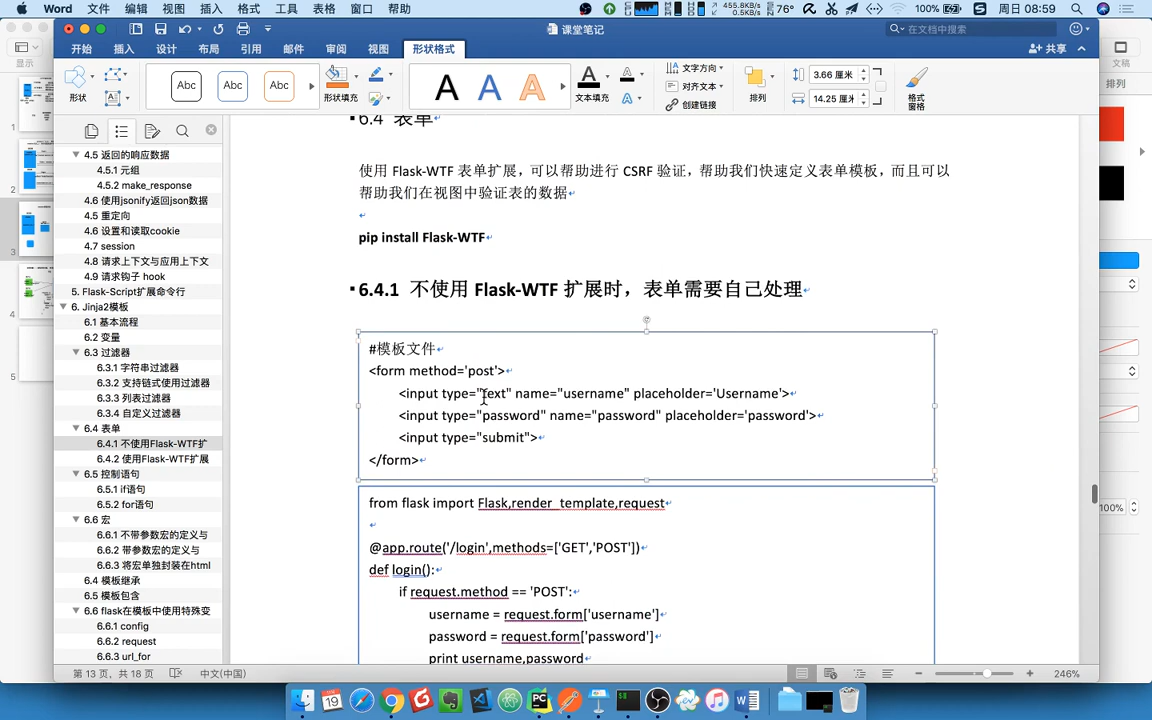 Word 文件 编辑 视图 插入 格式 工具 表格 窗口 帮助 455.8KB/s 0.5KB/s 76° 100% 周日 08:59
课堂笔记
在文档中搜索
开始 插入 设计 布局 引用 邮件 审阅 视图 形状格式 共享
形状 Abc Abc Abc 形状填充 A A A 文本填充 文字方向 对齐文本 创建链接 排列 3.66 厘米 14.25 厘米 格式窗格
显示
文稿
排列
1
2
3
4
5
4.5 返回的响应数据
4.5.1 元组
4.5.2 make_response
4.6 使用jsonify返回json数据
4.5 重定向
4.6 设置和读取cookie
4.7 session
4.8 请求上下文与应用上下文
4.9 请求钩子 hook
5. Flask-Script扩展命令行
6. Jinja2模板
6.1 基本流程
6.2 变量
6.3 过滤器
6.3.1 字符串过滤器
6.3.2 支持链式使用过滤器
6.3.3 列表过滤器
6.3.4 自定义过滤器
6.4 表单
6.4.1 不使用Flask-WTF扩
6.4.2 使用Flask-WTF扩展
6.5 控制语句
6.5.1 if语句
6.5.2 for语句
6.6 宏
6.6.1 不带参数宏的定义与
6.6.2 带参数宏的定义与
6.6.3 将宏单独封装在html
6.4 模板继承
6.5 模板包含
6.6 flask在模板中使用特殊变
6.6.1 config
6.6.2 request
6.6.3 url_for
6.4 表单
使用 Flask-WTF 表单扩展，可以帮助进行 CSRF 验证，帮助我们快速定义表单模板，而且可以
帮助我们在视图中验证表的数据
pip install Flask-WTF
6.4.1 不使用 Flask-WTF 扩展时，表单需要自己处理
#模板文件
<form method='post'>
<input type="text" name="username" placeholder='Username'>
<input type="password" name="password" placeholder='password'>
<input type="submit">
</form>
from flask import Flask,render_template,request
@app.route('/login',methods=['GET','POST'])
def login():
if request.method == 'POST':
username = request.form['username']
password = request.form['password']
print username,password
100%
第 13 页，共 18 页 中文(中国) 246%